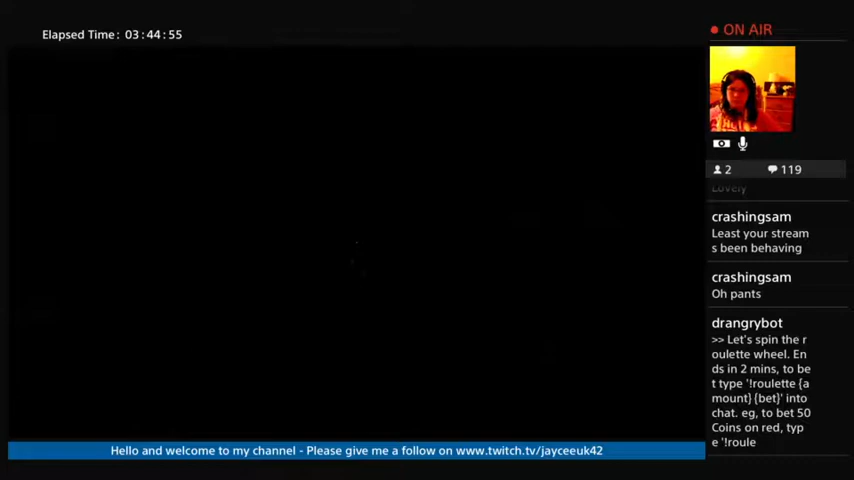 Elapsed Time: 03:44:55
ON AIR
2 119
Lovely
crashingsam
Least your stream
s been behaving
crashingsam
Oh pants
drangrybot
>> Let's spin the r
oulette wheel. En
ds in 2 mins, to be
t type '!roulette {a
mount} {bet}' into
chat. eg, to bet 50
Coins on red, typ
e '!roule
Hello and welcome to my channel - Please give me a follow on www.twitch.tv/jayceeuk42